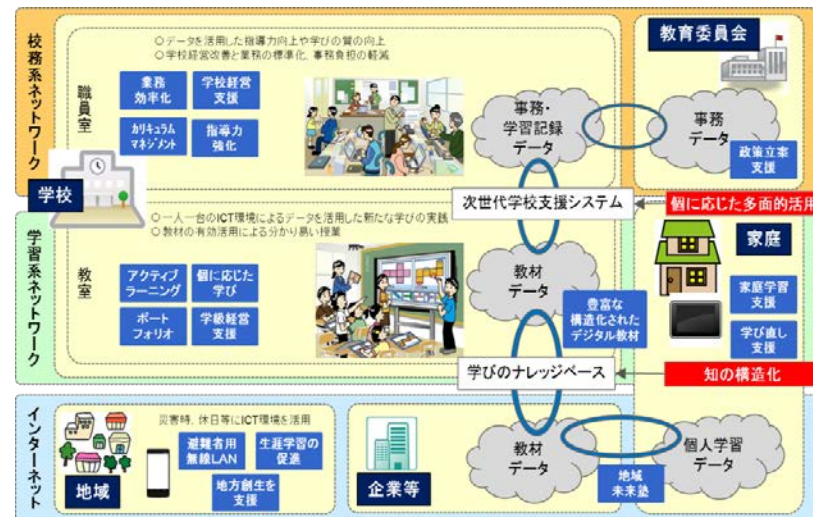 校務系ネットワーク
職員室
○データを活用した指導力向上や学びの質の向上
○学校経営改善と業務の標準化、事務負担の軽減
業務
効率化
学校経営
支援
カリキュラム
マネジメント
指導力
強化
事務・
学習記録
データ
教育委員会
事務
データ
政策立案
支援
学校
次世代学校支援システム
個に応じた多面的活用
学習系ネットワーク
教室
○一人一台のICT環境によるデータを活用した新たな学びの実践
○教材の有効活用による分かり易い授業
アクティブ
ラーニング
個に応じた
学び
ポート
フォリオ
学級経営
支援
教材
データ
豊富な
構造化された
デジタル教材
家庭
家庭学習
支援
学び直し
支援
学びのナレッジベース
知の構造化
インターネット
災害時、休日等にICT環境を活用
避難者用
無線LAN
生涯学習の
促進
地方創生を
支援
地域
企業等
教材
データ
地域
未来塾
個人学習
データ